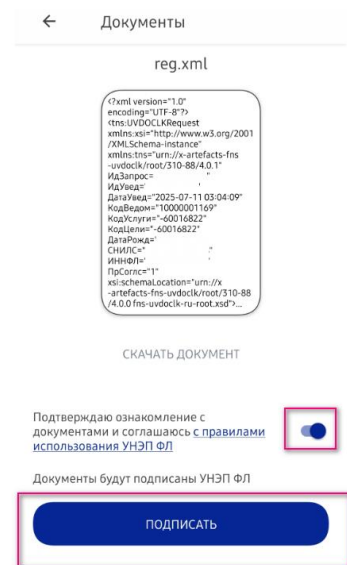 ← Документы
reg.xml
<?xml version="1.0"
encoding="UTF-8"?>
<tns:UVDOCLKRequest
xmlns:xsi="http://www.w3.org/2001
/XMLSchema-instance"
xmlns:tns="urn://x-artefacts-fns
-uvdoclk/root/310-88/4.0.1"
ИдЗапрос= "
ИдУвед='  '
ДатаУвед="2025-07-11 03:04:09"
КодВедом="10000001169"
КодУслуги="-60016822"
КодЦели="-60016822"
ДатаРожд='
СНИЛС=" "
ИННФЛ='
ПрСоглс="1"
xsi:schemaLocation="urn://x
-artefacts-fns-uvdoclk/root/310-88
/4.0.0 fns-uvdoclk-ru-root.xsd">...
СКАЧАТЬ ДОКУМЕНТ
Подтверждаю ознакомление с
документами и соглашаюсь с правилами
использования УНЭП ФЛ
Документы будут подписаны УНЭП ФЛ
ПОДПИСАТЬ